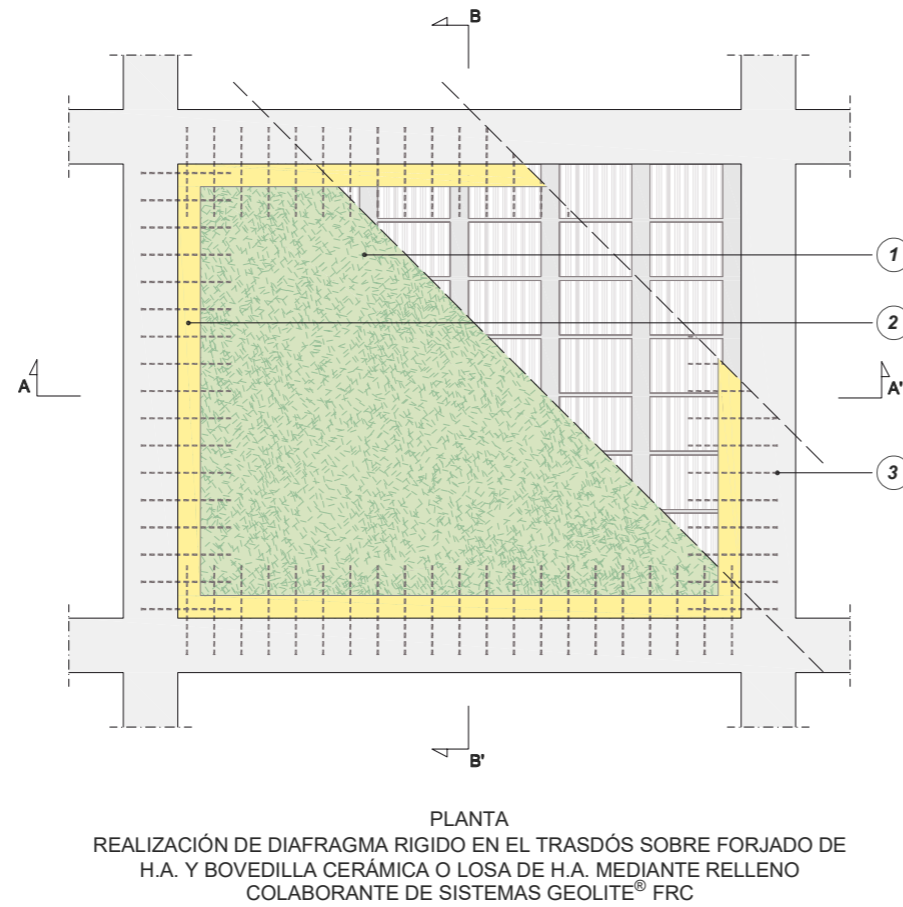 B
1
2
A
A'
3
B'
PLANTA
REALIZACIÓN DE DIAFRAGMA RIGIDO EN EL TRASDÓS SOBRE FORJADO DE
H.A. Y BOVEDILLA CERÁMICA O LOSA DE H.A. MEDIANTE RELLENO
COLABORANTE DE SISTEMAS GEOLITE® FRC